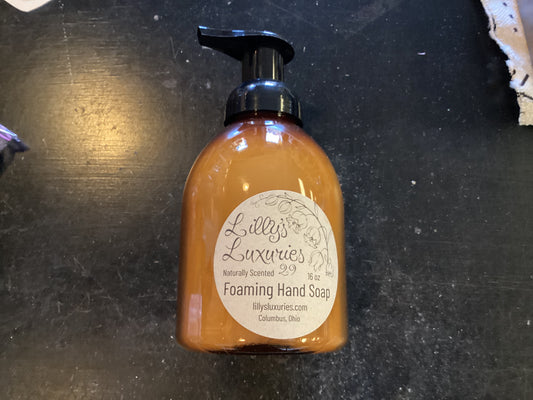 Lilly's
Luxuries
Naturally Scented 29 16 oz
Foaming Hand Soap
lillysluxuries.com
Columbus, Ohio